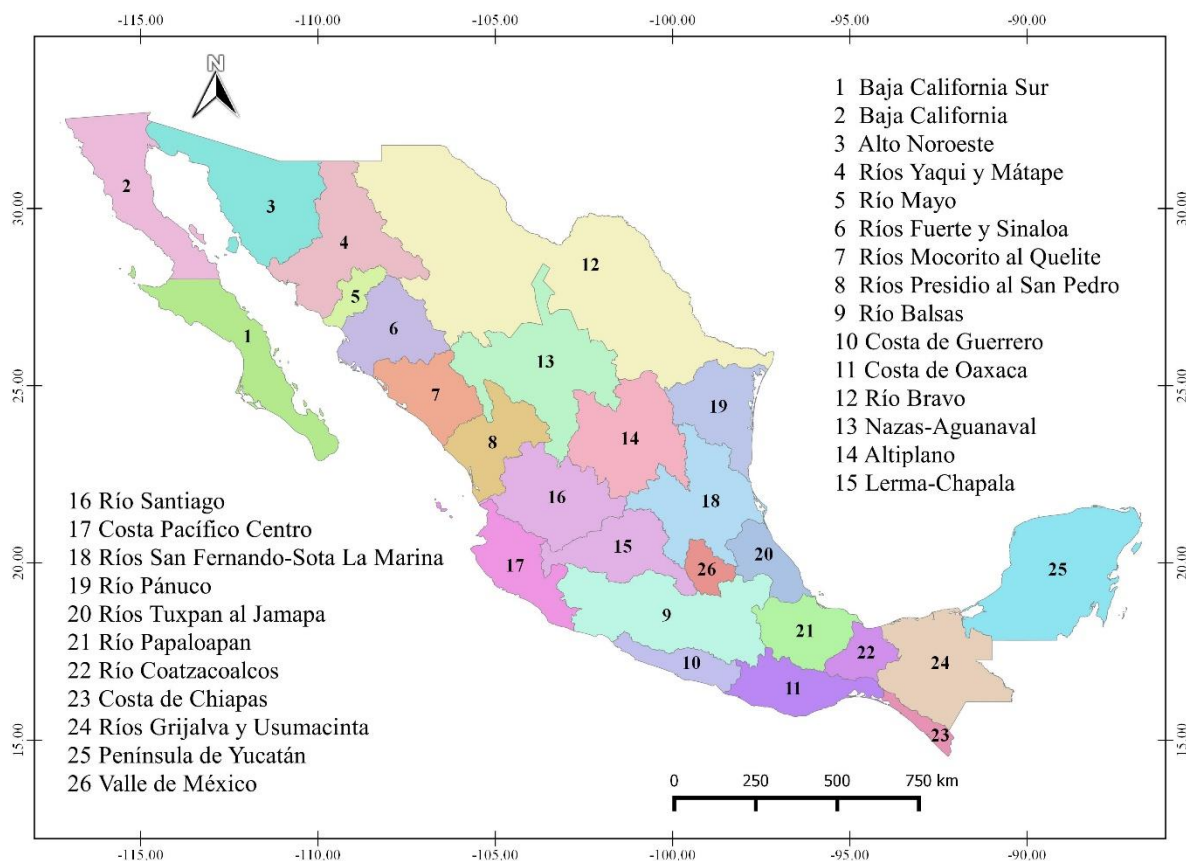 -115.00 -110.00 -105.00 -100.00 -95.00 -90.00
N
1 Baja California Sur
2 Baja California
3 Alto Noroeste
4 Ríos Yaqui y Mátape
5 Río Mayo
6 Ríos Fuerte y Sinaloa
7 Ríos Mocorito al Quelite
8 Ríos Presidio al San Pedro
9 Río Balsas
10 Costa de Guerrero
11 Costa de Oaxaca
12 Río Bravo
13 Nazas-Aguanaval
14 Altiplano
15 Lerma-Chapala
30.00
25.00
20.00
15.00
30.00
25.00
20.00
15.00
2
3
4
12
5
1
6
13
7
19
8
14
16
18
15
20
17
26
25
9
21
22
24
10
11
23
16 Río Santiago
17 Costa Pacífico Centro
18 Ríos San Fernando-Sota La Marina
19 Río Pánuco
20 Ríos Tuxpan al Jamapa
21 Río Papaloapan
22 Río Coatzacoalcos
23 Costa de Chiapas
24 Ríos Grijalva y Usumacinta
25 Península de Yucatán
26 Valle de México
0 250 500 750 km
-115.00 -110.00 -105.00 -100.00 -95.00 -90.00